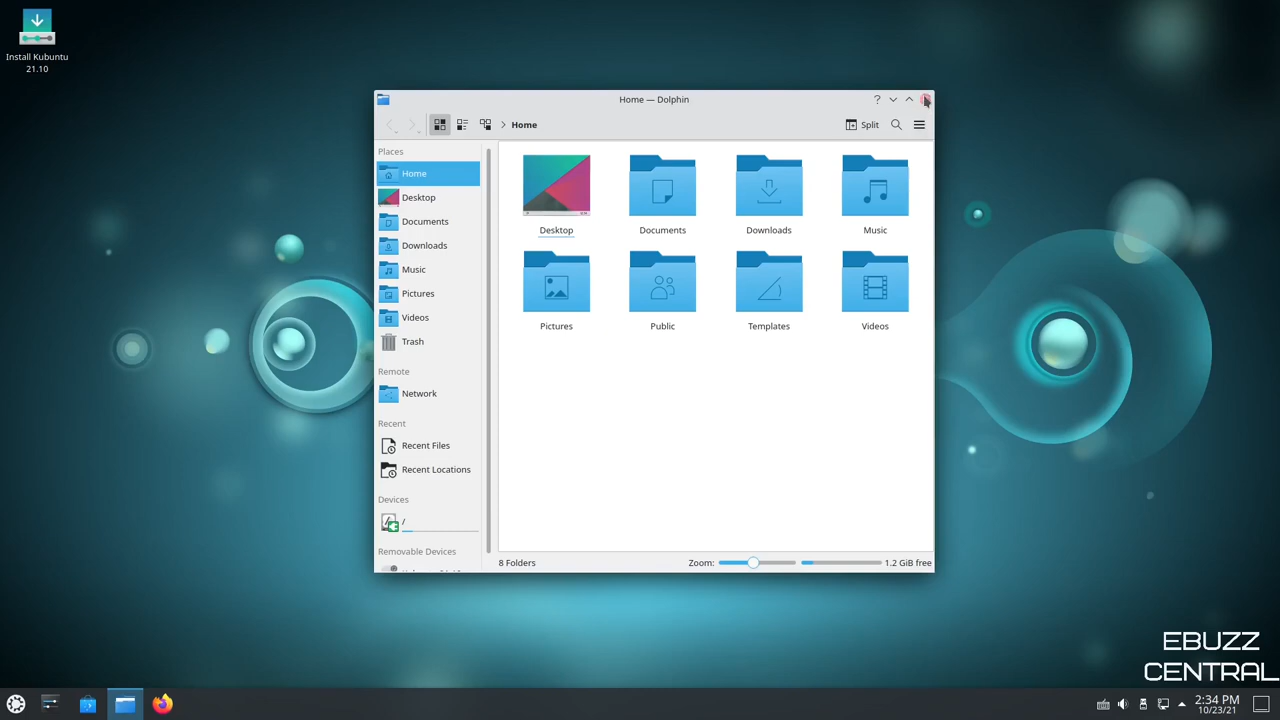 Install Kubuntu
21.10
Home — Dolphin
Home
Split
Places
Home
Desktop
Documents
Downloads
Music
Pictures
Videos
Trash
Remote
Network
Recent
Recent Files
Recent Locations
Devices
/
Removable Devices
Desktop
Documents
Downloads
Music
Pictures
Public
Templates
Videos
8 Folders
Zoom:
1.2 GiB free
EBUZZ
CENTRAL
2:34 PM
10/23/21